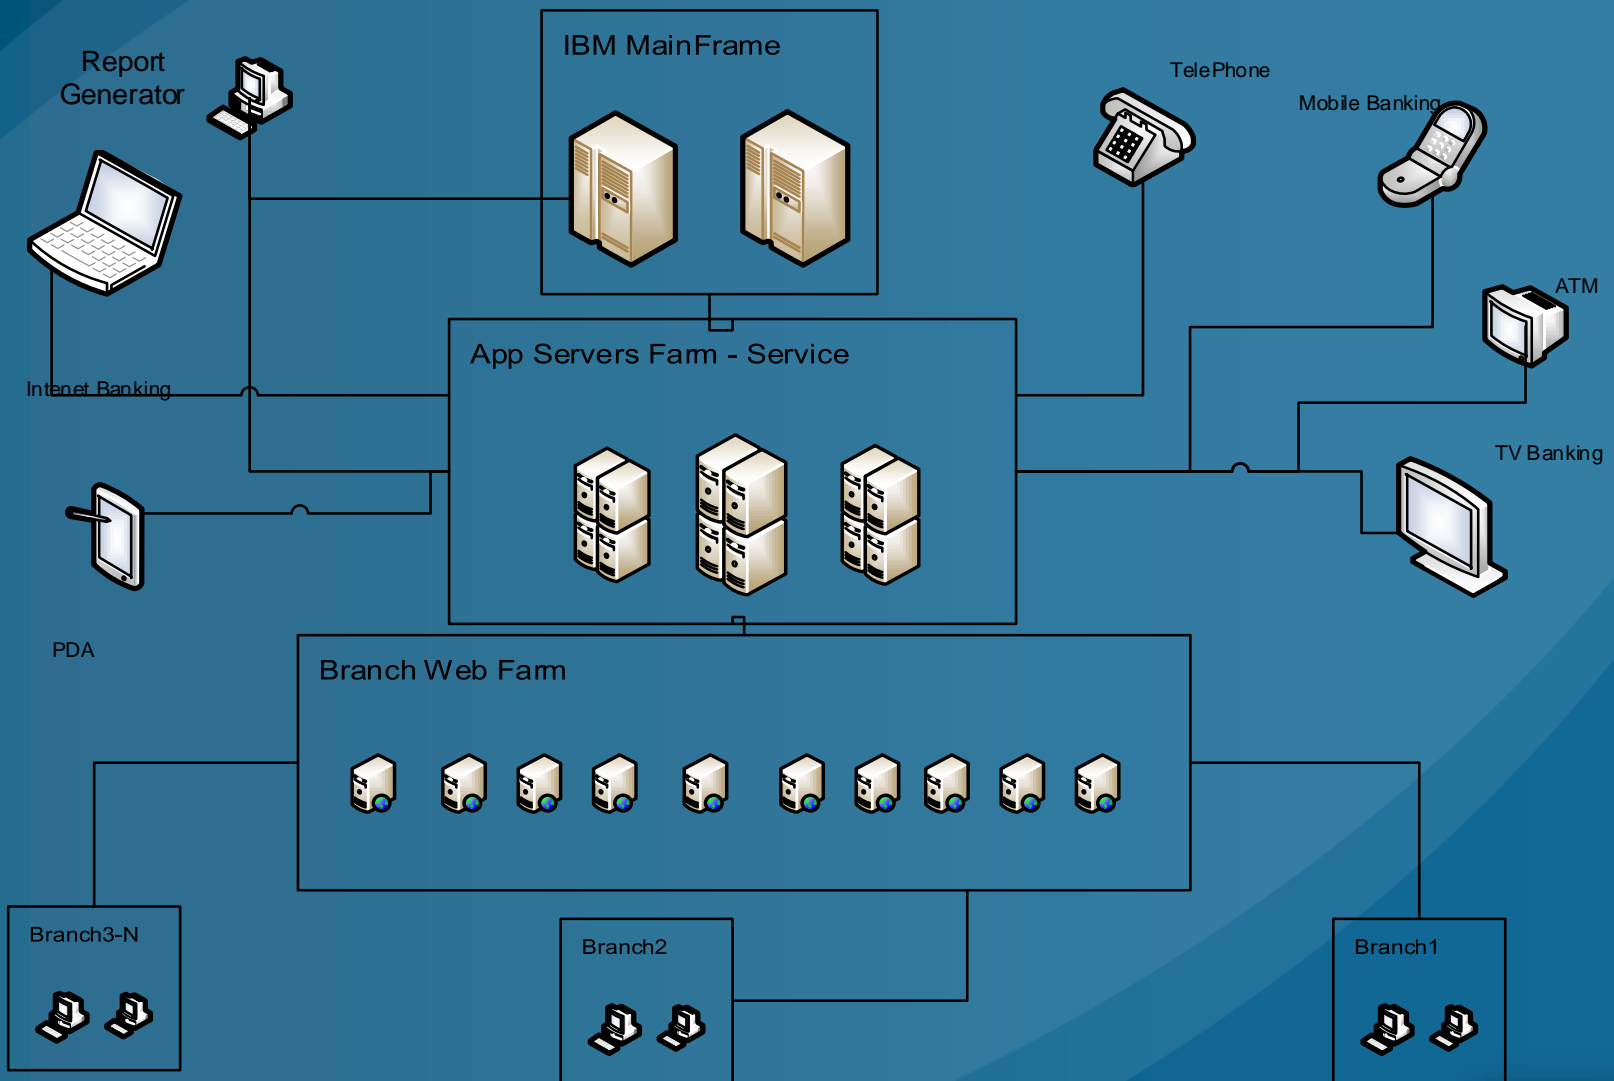 Report
Generator
IBM MainFrame
TelePhone
Mobile Banking
ATM
App Servers Farm - Service
Intenet Banking
TV Banking
PDA
Branch Web Farm
Branch3-N
Branch2
Branch1